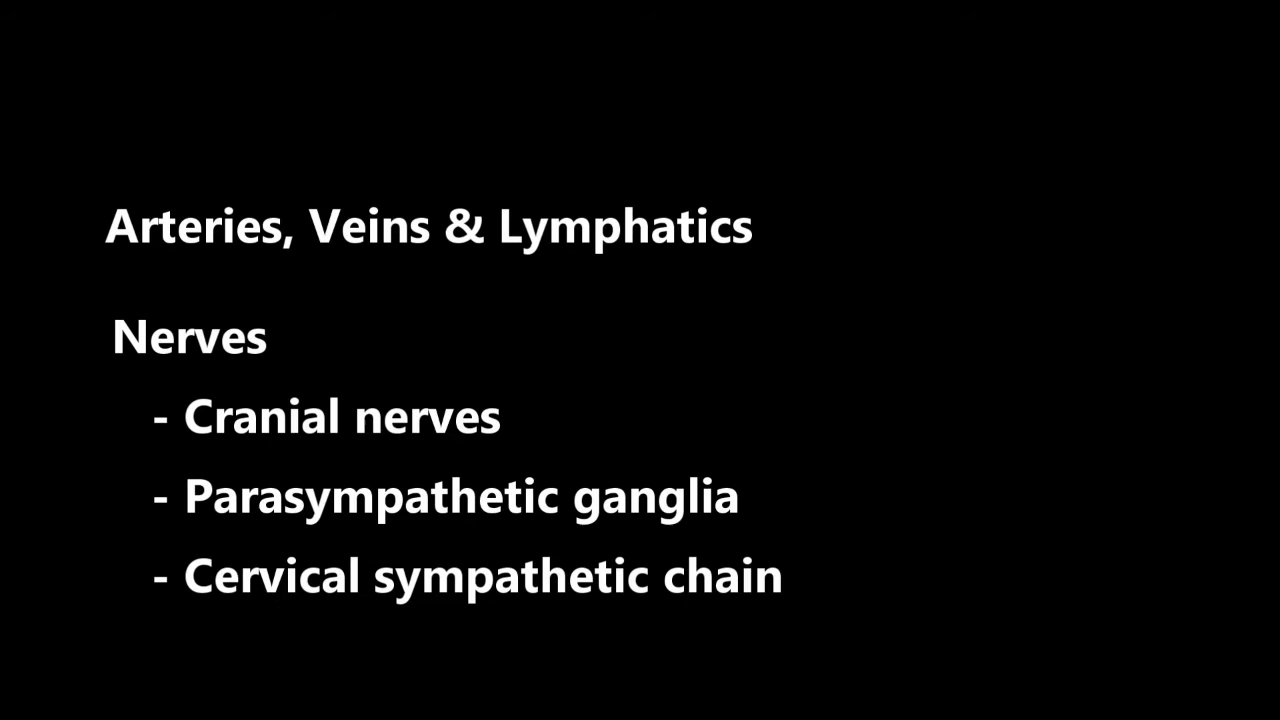 Arteries, Veins & Lymphatics
Nerves
- Cranial nerves
- Parasympathetic ganglia
- Cervical sympathetic chain